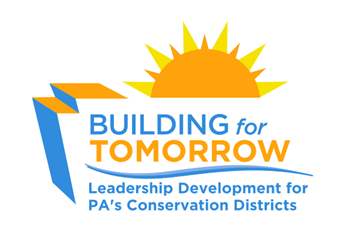 BUILDING for
TOMORROW
Leadership Development for
PA's Conservation Districts